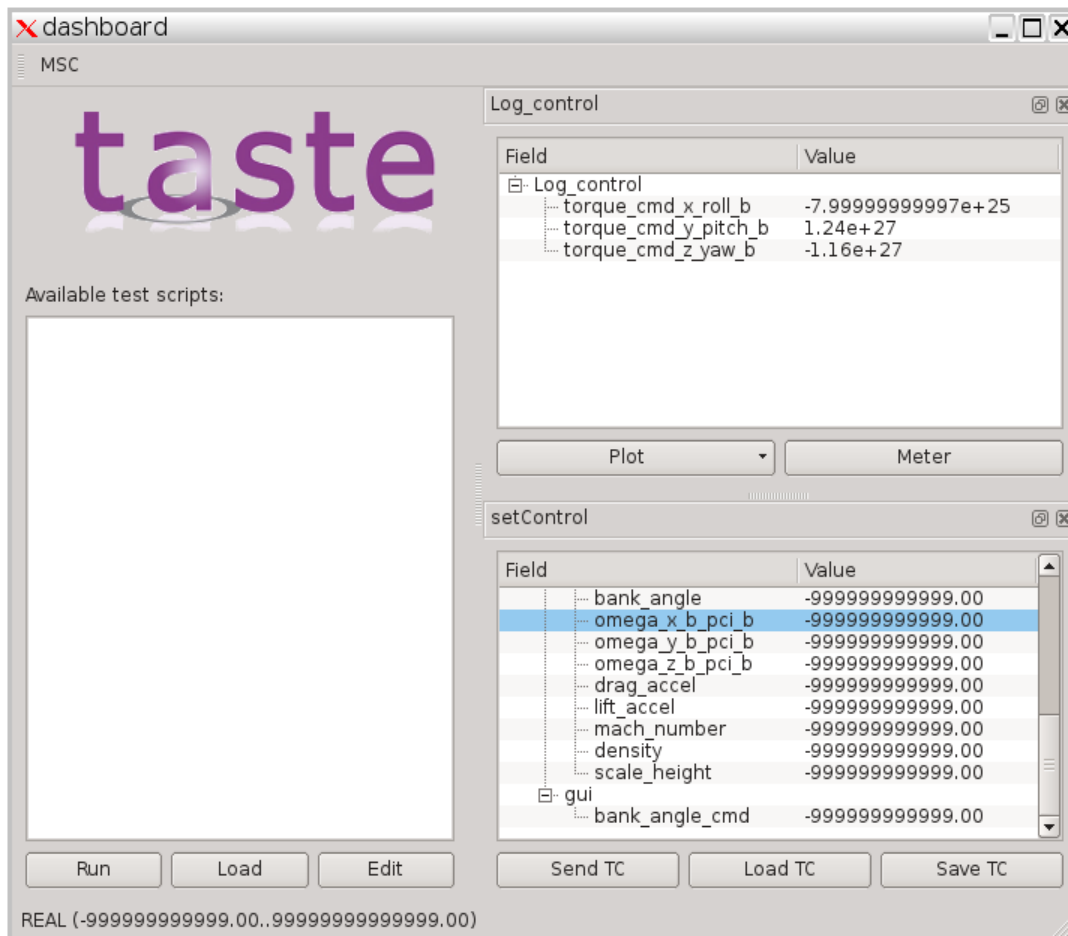 dashboard
MSC
taste
Available test scripts:
Run Load Edit
Log_control
Field Value
Log_control
torque_cmd_x_roll_b -7.99999999997e+25
torque_cmd_y_pitch_b 1.24e+27
torque_cmd_z_yaw_b -1.16e+27
Plot Meter
setControl
Field Value
bank_angle -999999999999.00
omega_x_b_pci_b -999999999999.00
omega_y_b_pci_b -999999999999.00
omega_z_b_pci_b -999999999999.00
drag_accel -999999999999.00
lift_accel -999999999999.00
mach_number -999999999999.00
density -999999999999.00
scale_height -999999999999.00
gui
bank_angle_cmd -999999999999.00
Send TC Load TC Save TC
REAL (-999999999999.00..99999999999999.00)